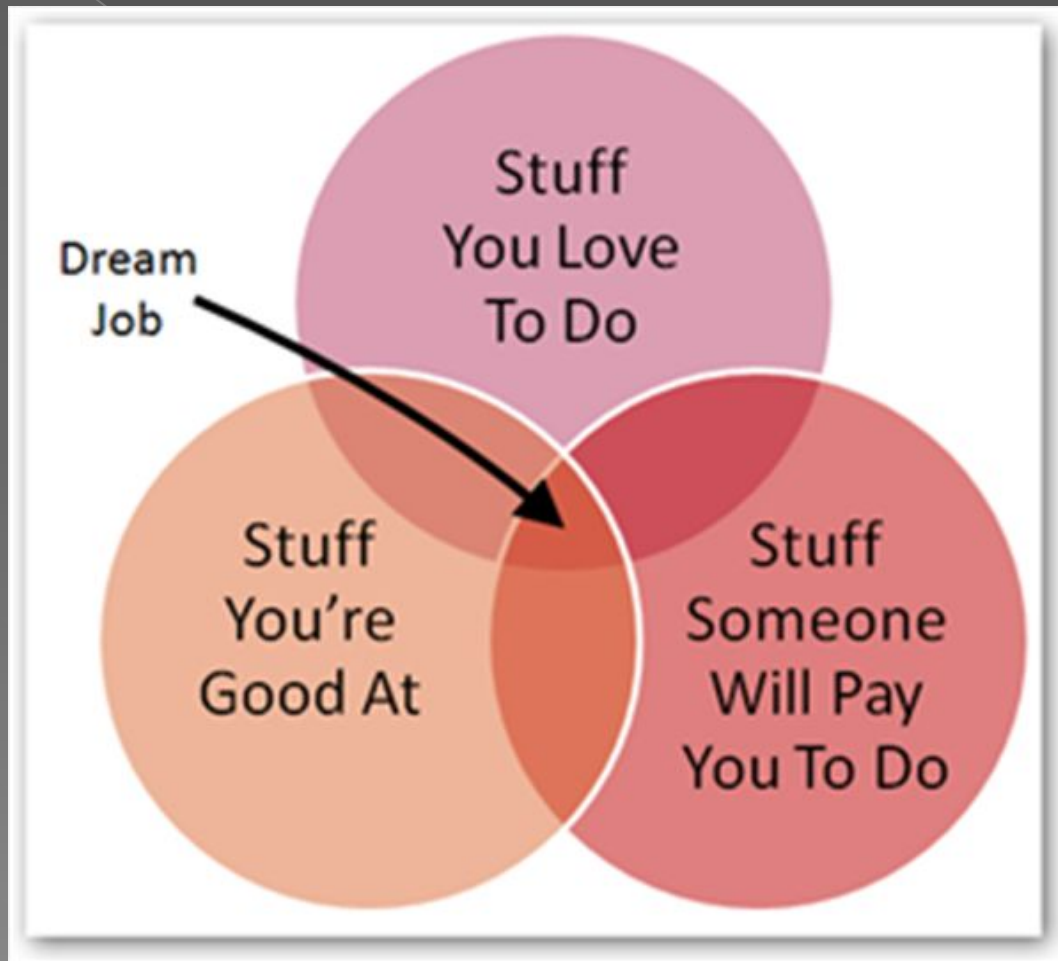 Stuff
You Love
To Do
Dream
Job
Stuff
You're
Good At
Stuff
Someone
Will Pay
You To Do